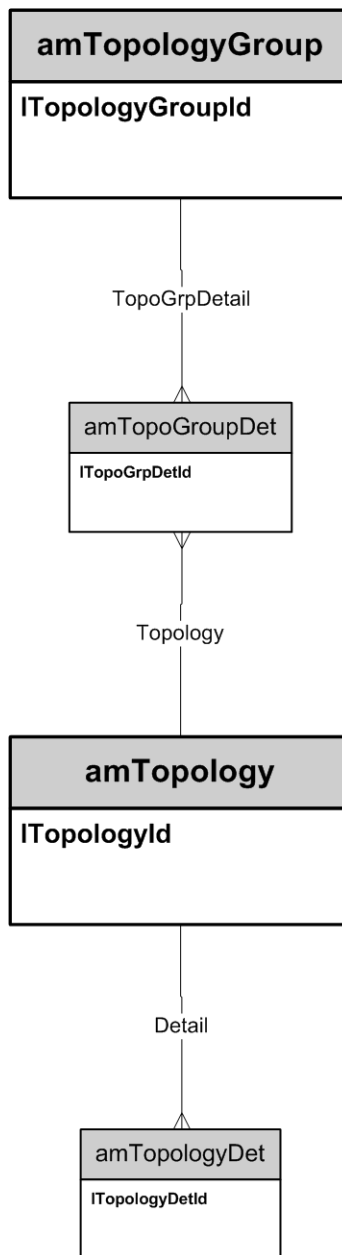 amTopologyGroup
lTopologyGroupId
TopoGrpDetail
amTopoGroupDet
lTopoGrpDetId
Topology
amTopology
lTopologyId
Detail
amTopologyDet
lTopologyDetId